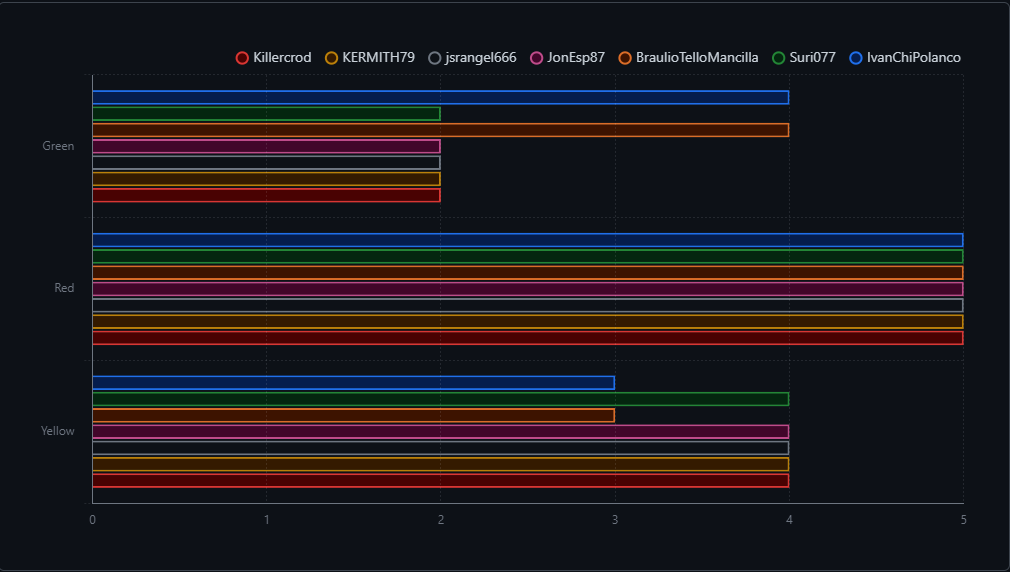 Killercrod KERMITH79 jsrangel666 JonEsp87 BraulioTelloMancilla Suri077 IvanChiPolanco
Green
Red
Yellow
0 1 2 3 4 5